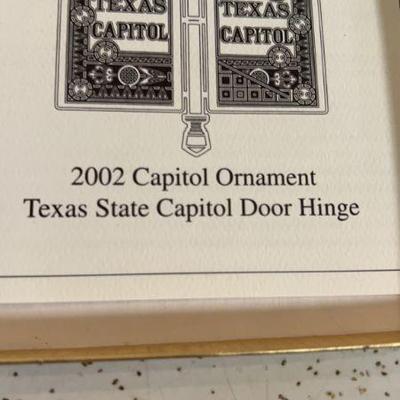 TEXAS TEXAS
CAPITOL CAPITOL
2002 Capitol Ornament
Texas State Capitol Door Hinge